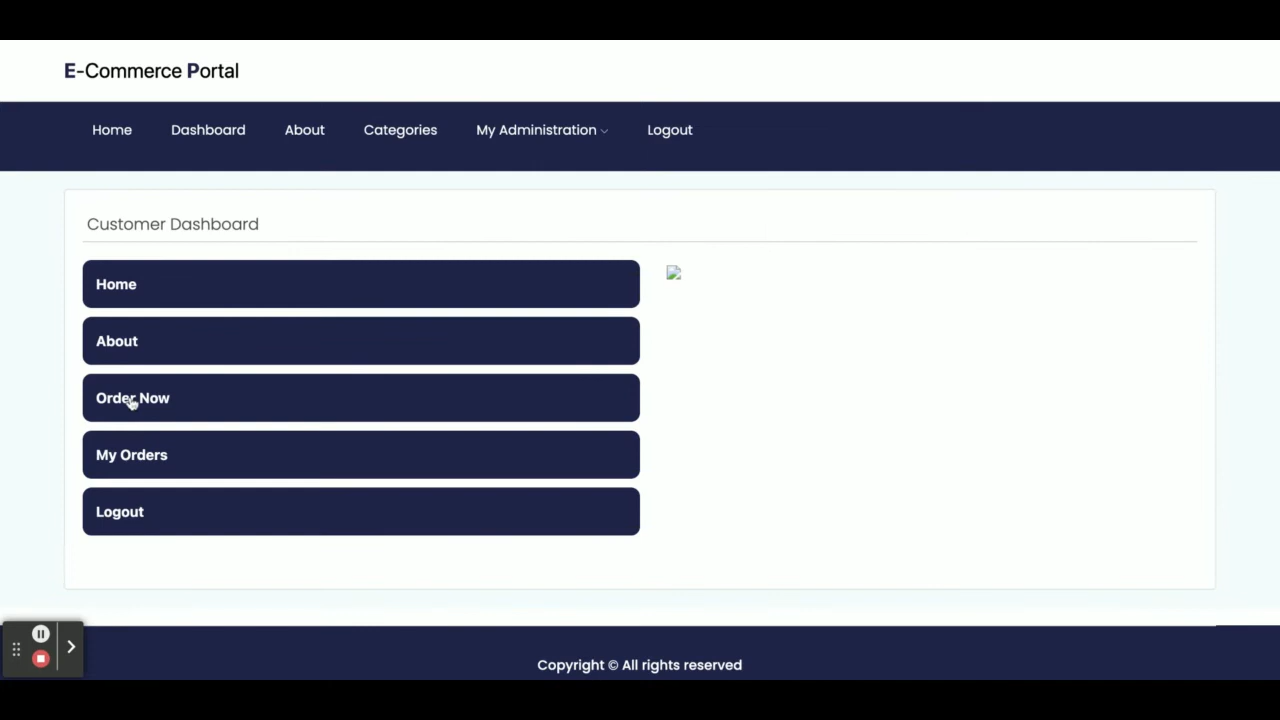 E-Commerce Portal
Home Dashboard About Categories My Administration Logout
Customer Dashboard
Home
About
Order Now
My Orders
Logout
Copyright © All rights reserved